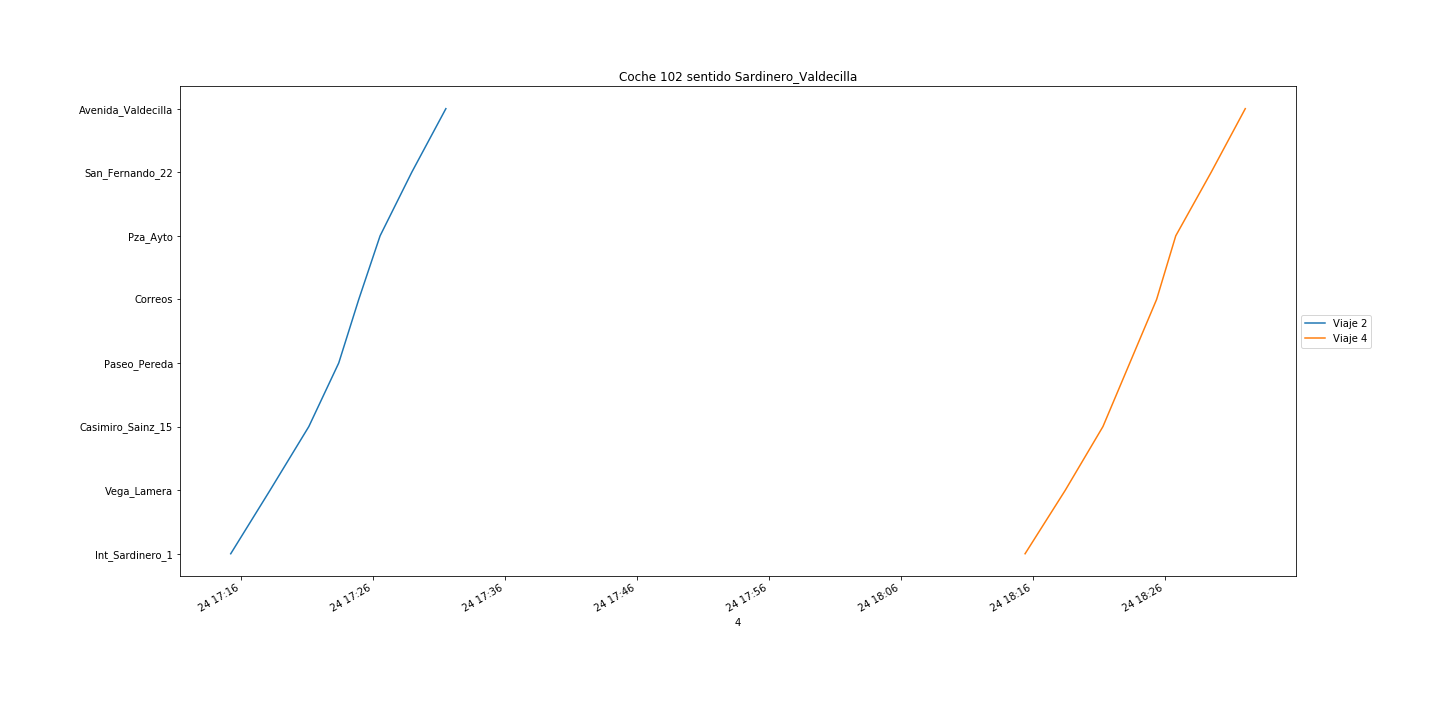 Coche 102 sentido Sardinero_Valdecilla
Avenida_Valdecilla
San_Fernando_22
Pza_Ayto
Correos
Paseo_Pereda
Casimiro_Sainz_15
Vega_Lamera
Int_Sardinero_1
Viaje 2
Viaje 4
24 17:16
24 17:26
24 17:36
24 17:46
24 17:56
24 18:06
24 18:16
24 18:26
4